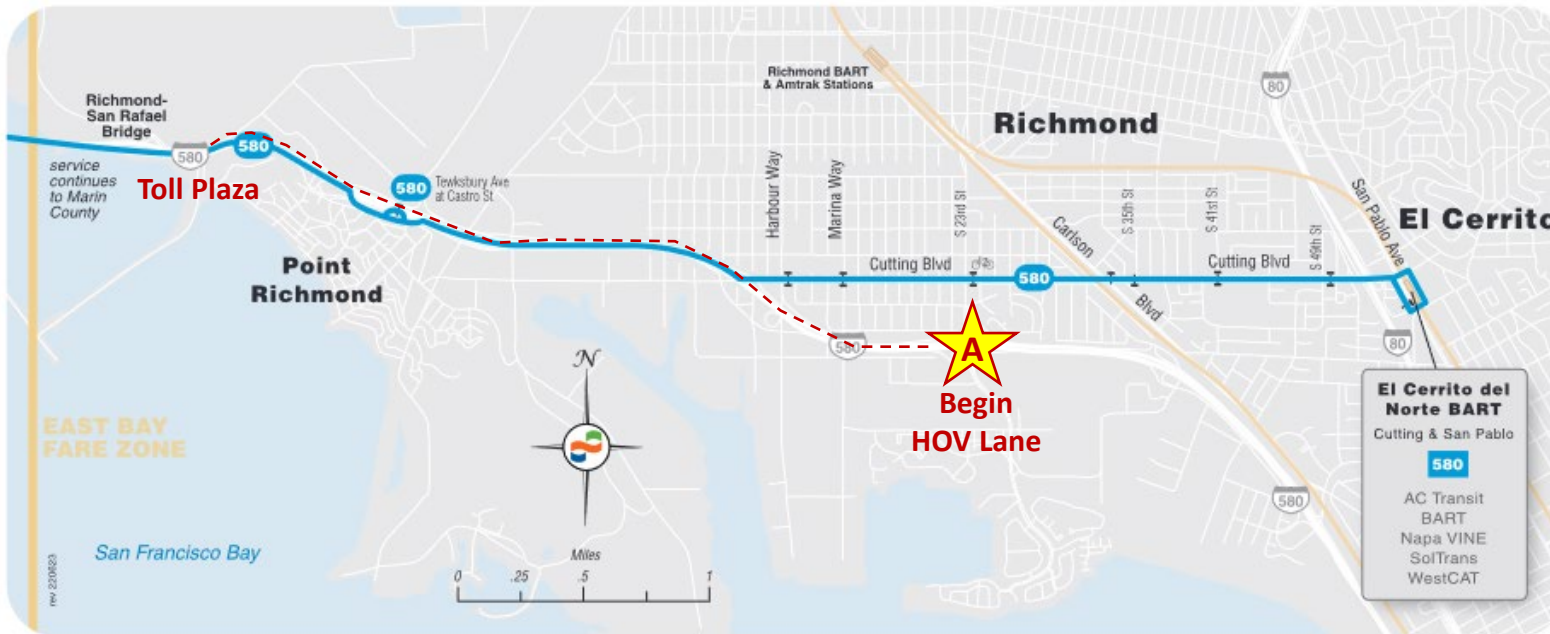 Richmond-
San Rafael
Bridge
580
580
service
continues
to Marin
County
Toll Plaza
580
Tewksbury Ave
at Castro St
Point
Richmond
Richmond BART
& Amtrak Stations
Richmond
80
Harbour Way
Marina Way
S 23rd St
Carlson
Blvd
S 35th St
S 41st St
S 49th St
San Pablo Ave
El Cerrito
Cutting Blvd
580
Cutting Blvd
580
A
Begin
HOV Lane
80
580
El Cerrito del
Norte BART
Cutting & San Pablo
580
AC Transit
BART
Napa VINE
SolTrans
WestCAT
EAST BAY
FARE ZONE
N
San Francisco Bay
Miles
0 .25 .5 1
rev 220623